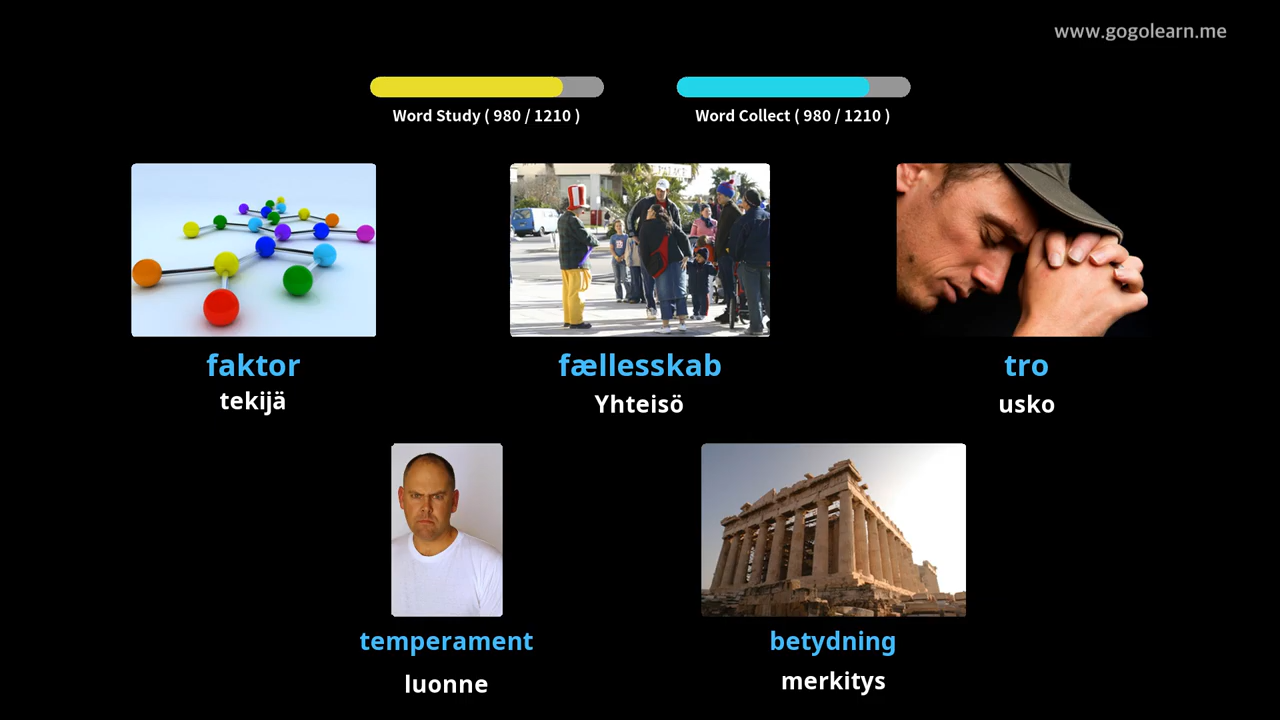 www.gogolearn.me
Word Study ( 980 / 1210 )
Word Collect ( 980 / 1210 )
faktor
tekijä
fællesskab
Yhteisö
tro
usko
temperament
luonne
betydning
merkitys